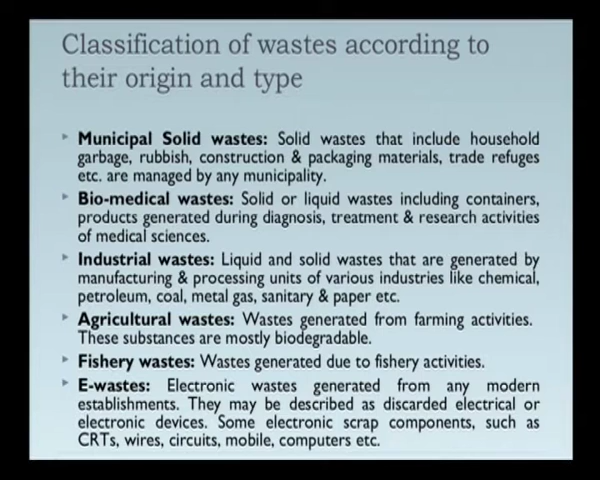 Classification of wastes according to
their origin and type
Municipal Solid wastes: Solid wastes that include household
garbage, rubbish, construction & packaging materials, trade refuges
etc. are managed by any municipality.
Bio-medical wastes: Solid or liquid wastes including containers,
products generated during diagnosis, treatment & research activities
of medical sciences.
Industrial wastes: Liquid and solid wastes that are generated by
manufacturing & processing units of various industries like chemical,
petroleum, coal, metal gas, sanitary & paper etc.
Agricultural wastes: Wastes generated from farming activities.
These substances are mostly biodegradable.
Fishery wastes: Wastes generated due to fishery activities.
E-wastes: Electronic wastes generated from any modern
establishments. They may be described as discarded electrical or
electronic devices. Some electronic scrap components, such as
CRTs, wires, circuits, mobile, computers etc.